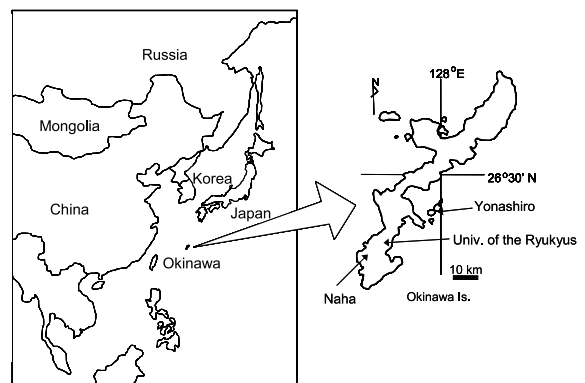 Russia
Mongolia
Korea
China
Japan
Okinawa
N
128°E
26°30' N
Yonashiro
Univ. of the Ryukyus
10 km
Naha
Okinawa Is.